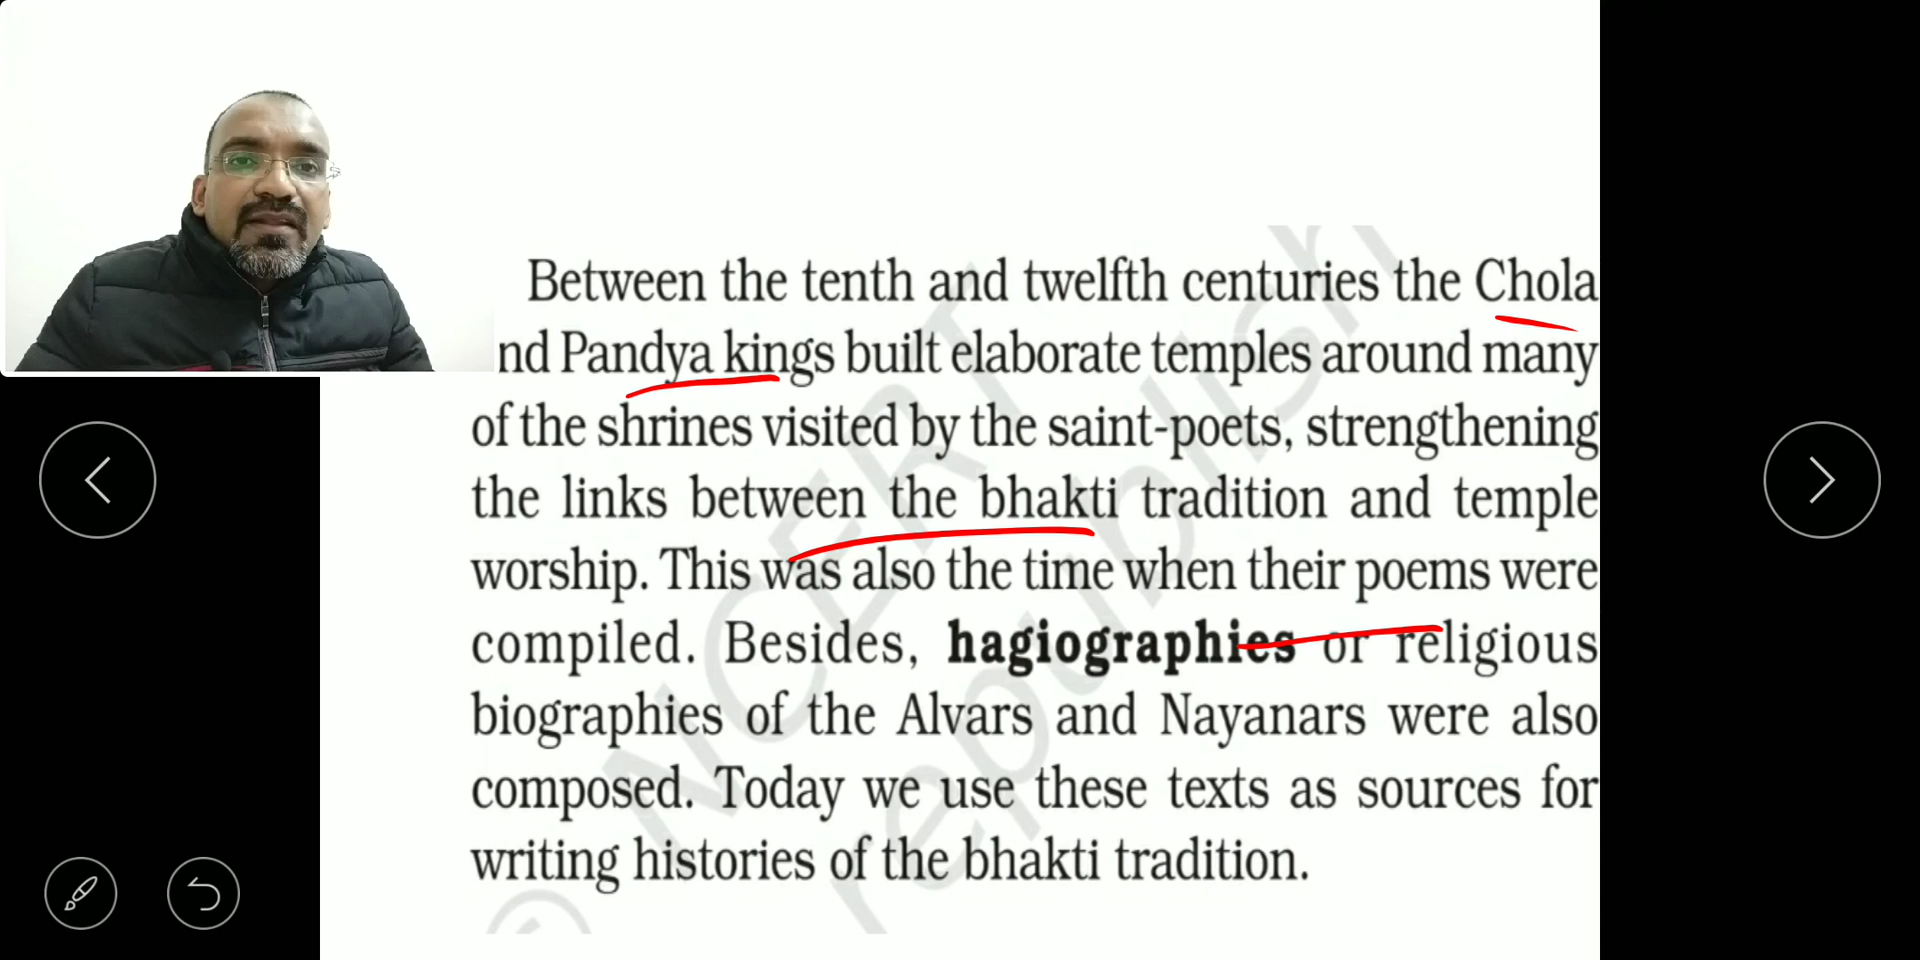 Between the tenth and twelfth centuries the Chola
nd Pandya kings built elaborate temples around many
of the shrines visited by the saint-poets, strengthening
the links between the bhakti tradition and temple
worship. This was also the time when their poems were
compiled. Besides, hagiographies or religious
biographies of the Alvars and Nayanars were also
composed. Today we use these texts as sources for
writing histories of the bhakti tradition.
© NCERT
republish